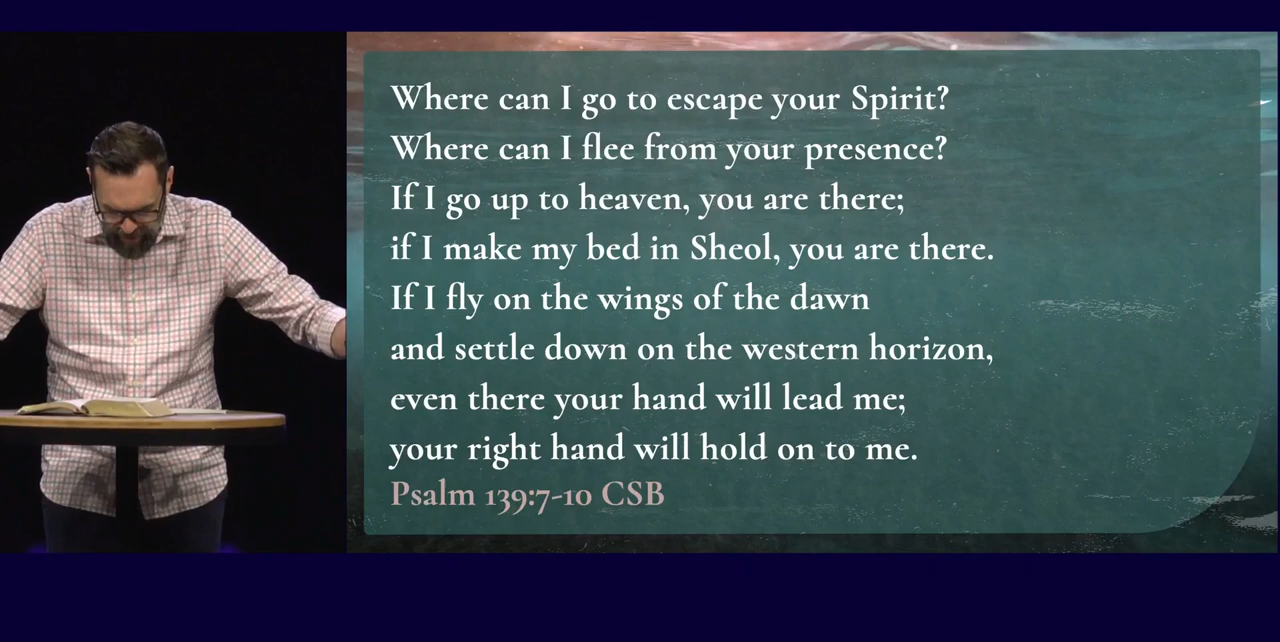 Where can I go to escape your Spirit?
Where can I flee from your presence?
If I go up to heaven, you are there;
if I make my bed in Sheol, you are there.
If I fly on the wings of the dawn
and settle down on the western horizon,
even there your hand will lead me;
your right hand will hold on to me.
Psalm 139:7-10 CSB